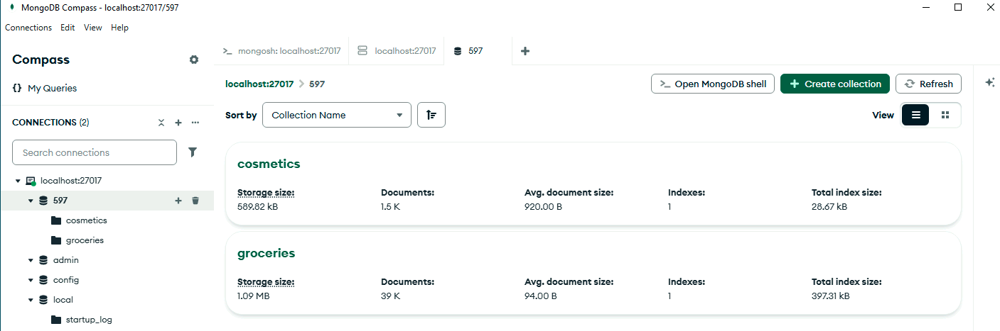 MongoDB Compass - localhost:27017/597
Connections Edit View Help
Compass
{} My Queries
CONNECTIONS (2)
Search connections
localhost:27017
597
cosmetics
groceries
admin
config
local
startup_log
>_ mongosh: localhost:27017 localhost:27017 597
localhost:27017 > 597
>_ Open MongoDB shell + Create collection Refresh
Sort by Collection Name View
cosmetics
Storage size: Documents: Avg. document size: Indexes: Total index size:
589.82 kB 1.5 K 920.00 B 1 28.67 kB
groceries
Storage size: Documents: Avg. document size: Indexes: Total index size:
1.09 MB 39 K 94.00 B 1 397.31 kB